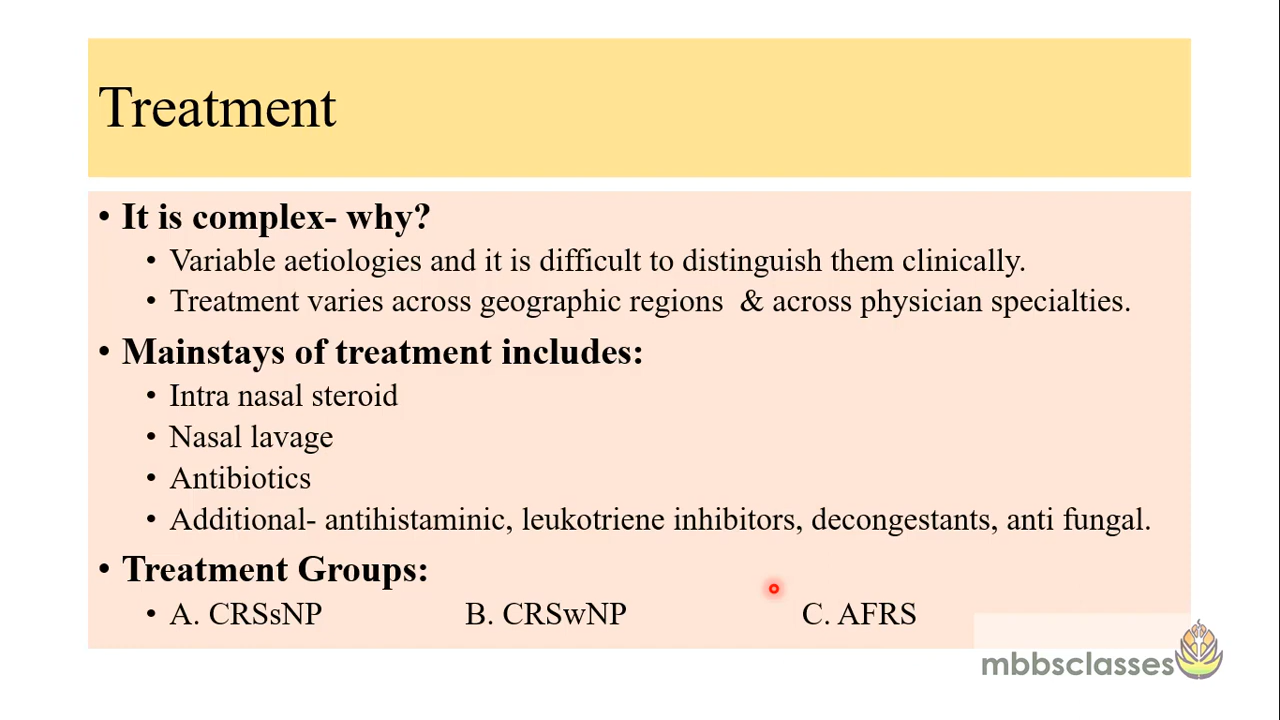 Treatment
• It is complex- why?
• Variable aetiologies and it is difficult to distinguish them clinically.
• Treatment varies across geographic regions & across physician specialties.
• Mainstays of treatment includes:
• Intra nasal steroid
• Nasal lavage
• Antibiotics
• Additional- antihistaminic, leukotriene inhibitors, decongestants, anti fungal.
• Treatment Groups:
• A. CRSsNP B. CRSwNP C. AFRS
mbbsclasses